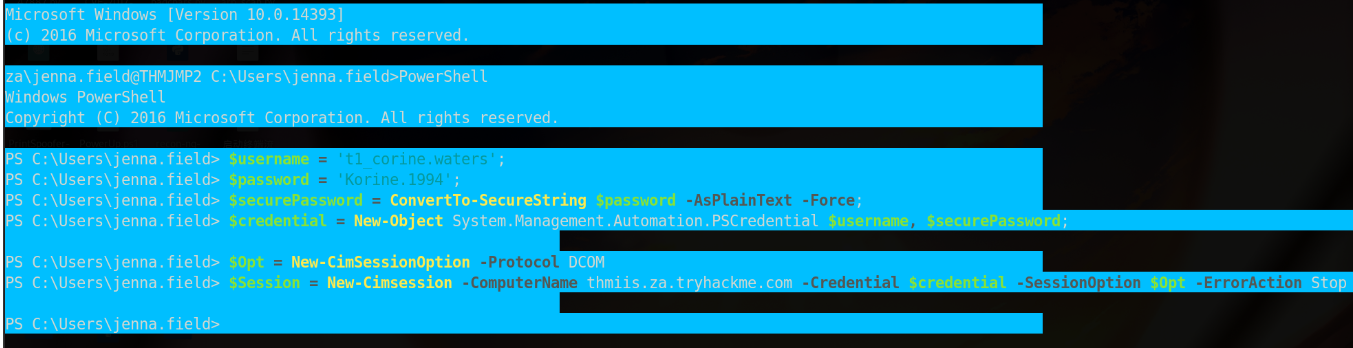 Microsoft Windows [Version 10.0.14393]
(c) 2016 Microsoft Corporation. All rights reserved.
za\jenna.field@THMJMP2 C:\Users\jenna.field>PowerShell
Windows PowerShell
Copyright (C) 2016 Microsoft Corporation. All rights reserved.
PS C:\Users\jenna.field> $username = 't1_corine.waters';
PS C:\Users\jenna.field> $password = 'Korine.1994';
PS C:\Users\jenna.field> $securePassword = ConvertTo-SecureString $password -AsPlainText -Force;
PS C:\Users\jenna.field> $credential = New-Object System.Management.Automation.PSCredential $username, $securePassword;
PS C:\Users\jenna.field> $Opt = New-CimSessionOption -Protocol DCOM
PS C:\Users\jenna.field> $Session = New-Cimsession -ComputerName thmiis.za.tryhackme.com -Credential $credential -SessionOption $Opt -ErrorAction Stop
PS C:\Users\jenna.field>